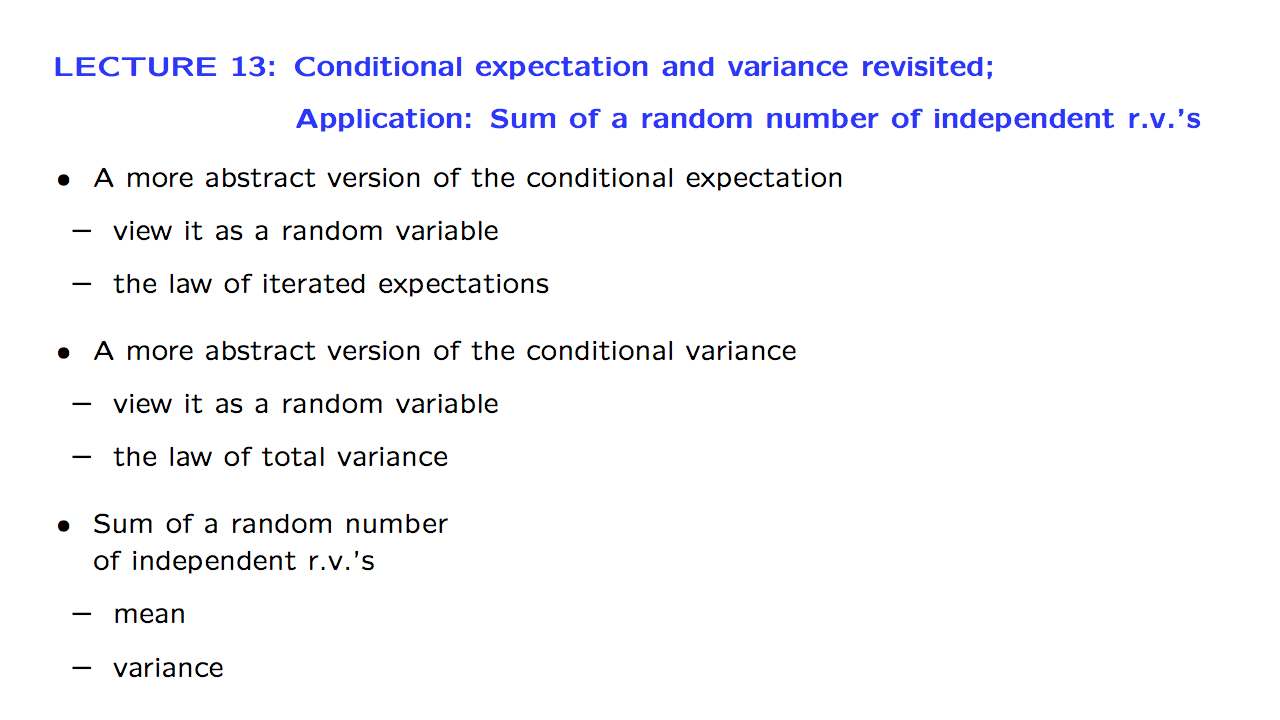 LECTURE 13: Conditional expectation and variance revisited;
Application: Sum of a random number of independent r.v.'s
• A more abstract version of the conditional expectation
– view it as a random variable
– the law of iterated expectations
• A more abstract version of the conditional variance
– view it as a random variable
– the law of total variance
• Sum of a random number
of independent r.v.'s
– mean
– variance